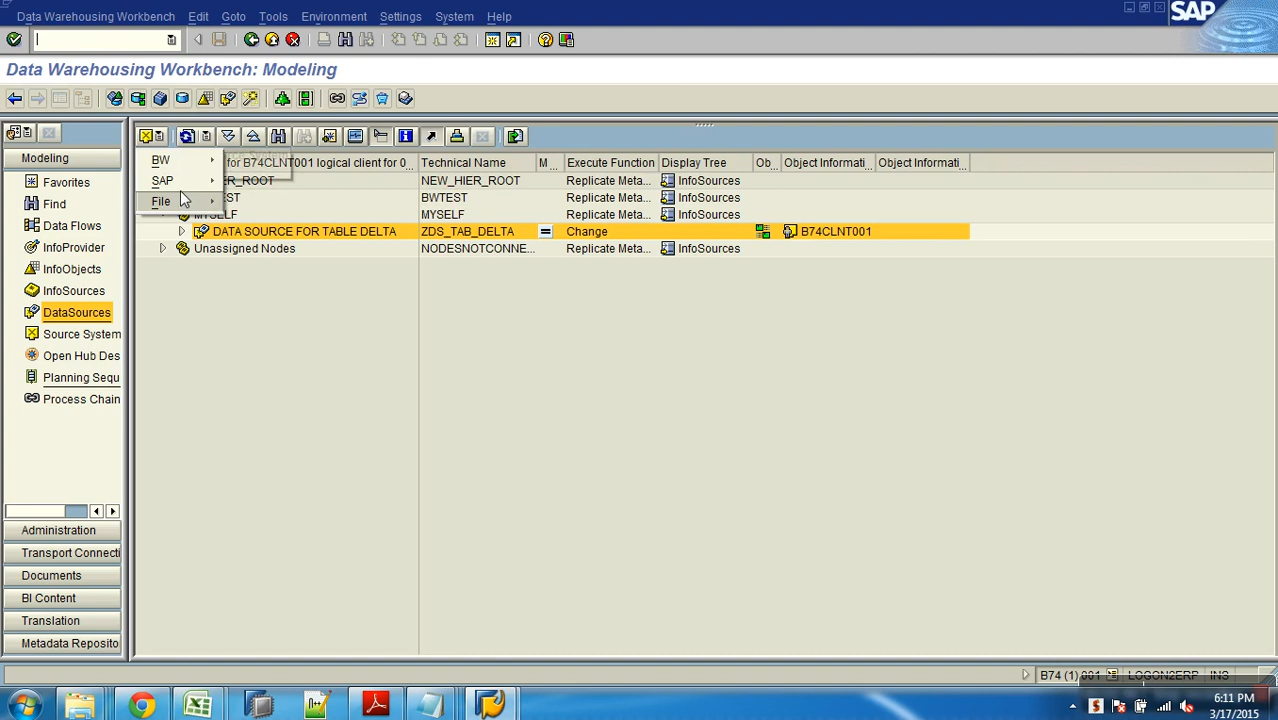 Data Warehousing Workbench Edit Goto Tools Environment Settings System Help
SAP
Data Warehousing Workbench: Modeling
Modeling
Favorites
Find
Data Flows
InfoProvider
InfoObjects
InfoSources
DataSources
Source System
Open Hub Des
Planning Sequ
Process Chain
Administration
Transport Connecti
Documents
BI Content
Translation
Metadata Reposito
BW
SAP
File
for B74CLNT001 logical client for 0 Technical Name M Execute Function Display Tree Ob Object Informati... Object Informati...
ER_ROOT NEW_HIER_ROOT Replicate Meta... InfoSources
ST BWTEST Replicate Meta... InfoSources
MYSELF MYSELF Replicate Meta... InfoSources
DATA SOURCE FOR TABLE DELTA ZDS_TAB_DELTA = Change B74CLNT001
Unassigned Nodes NODESNOTCONNE... Replicate Meta... InfoSources
B74 (1) 001 LOGON2ERP INS
6:11 PM
3/17/2015